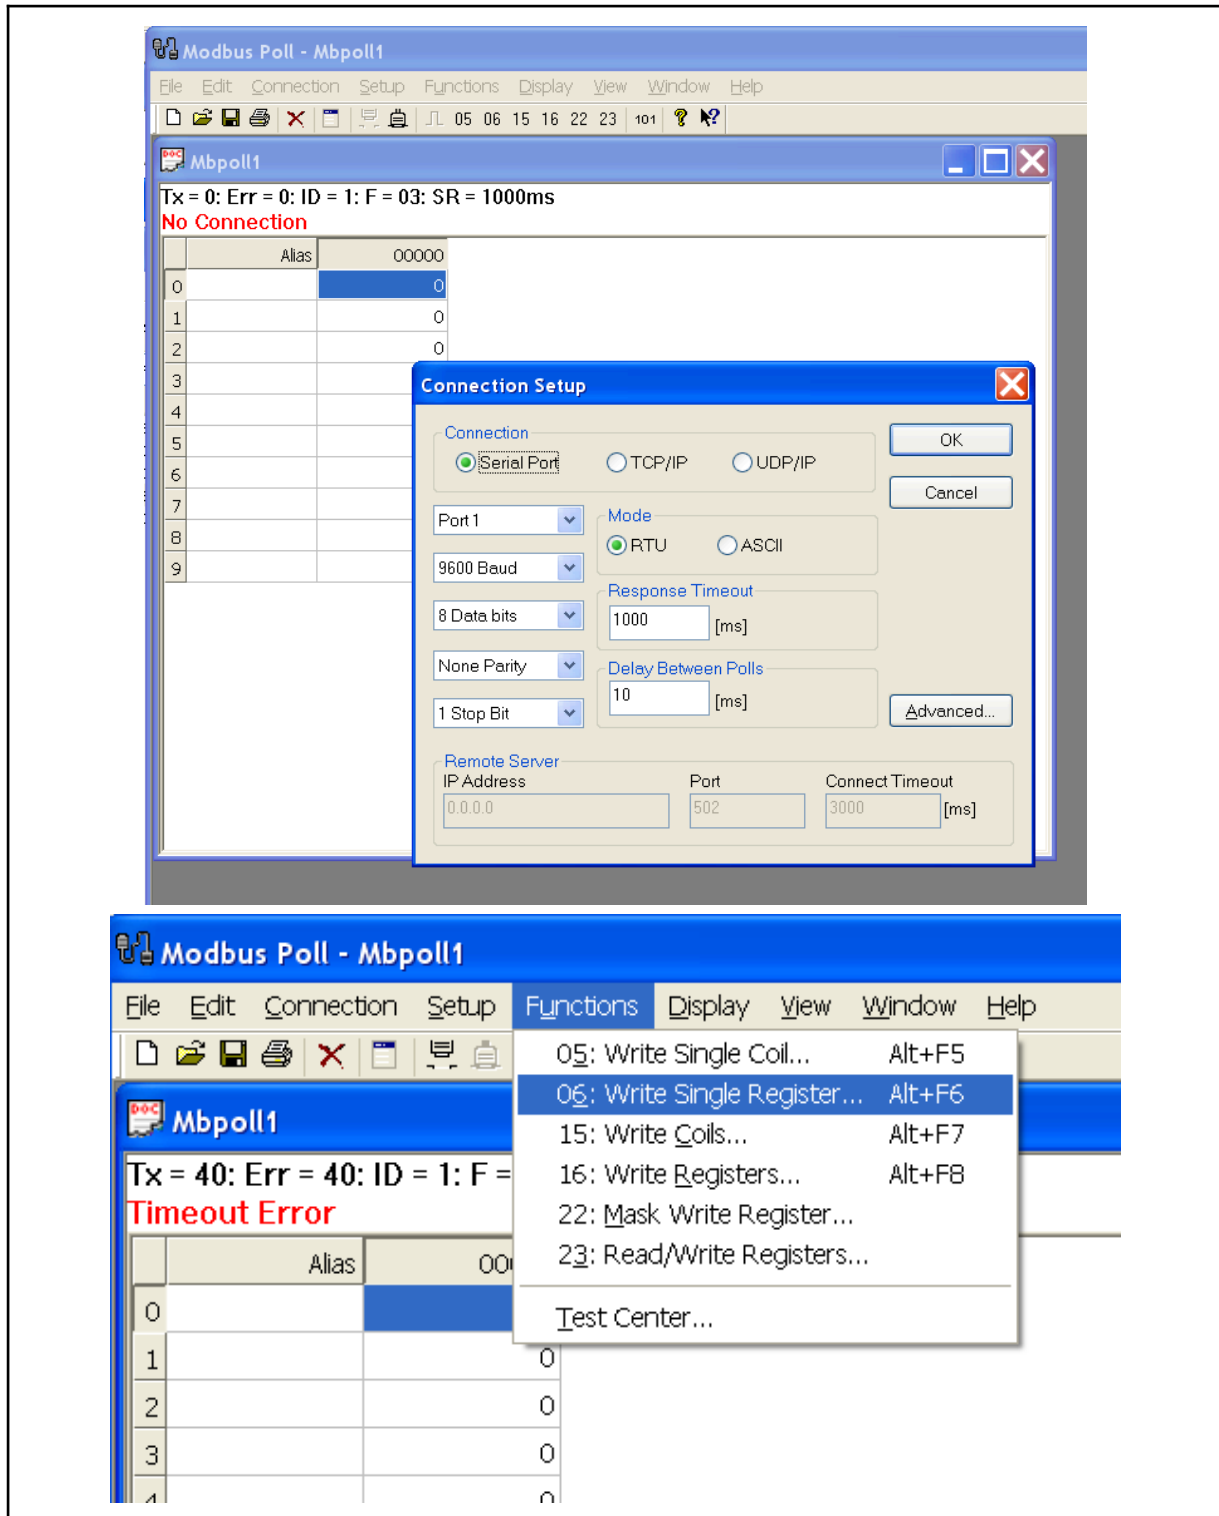 Modbus Poll - Mbpoll1
File Edit Connection Setup Functions Display View Window Help
05 06 15 16 22 23 101
Mbpoll1
Tx = 0: Err = 0: ID = 1: F = 03: SR = 1000ms
No Connection
Alias 00000
0 0
1 0
2 0
3
4
5
6
7
8
9
Connection Setup
Connection
Serial Port TCP/IP UDP/IP
OK
Cancel
Port 1
Mode
RTU ASCII
9600 Baud
Response Timeout
1000 [ms]
8 Data bits
None Parity
Delay Between Polls
10 [ms]
1 Stop Bit
Advanced...
Remote Server
IP Address Port Connect Timeout
0.0.0.0 502 3000 [ms]
Modbus Poll - Mbpoll1
File Edit Connection Setup Functions Display View Window Help
05: Write Single Coil... Alt+F5
06: Write Single Register... Alt+F6
15: Write Coils... Alt+F7
16: Write Registers... Alt+F8
22: Mask Write Register...
23: Read/Write Registers...
Test Center...
DOC
Mbpoll1
Tx = 40: Err = 40: ID = 1: F =
Timeout Error
Alias 00
0
1 0
2 0
3 0
4 0